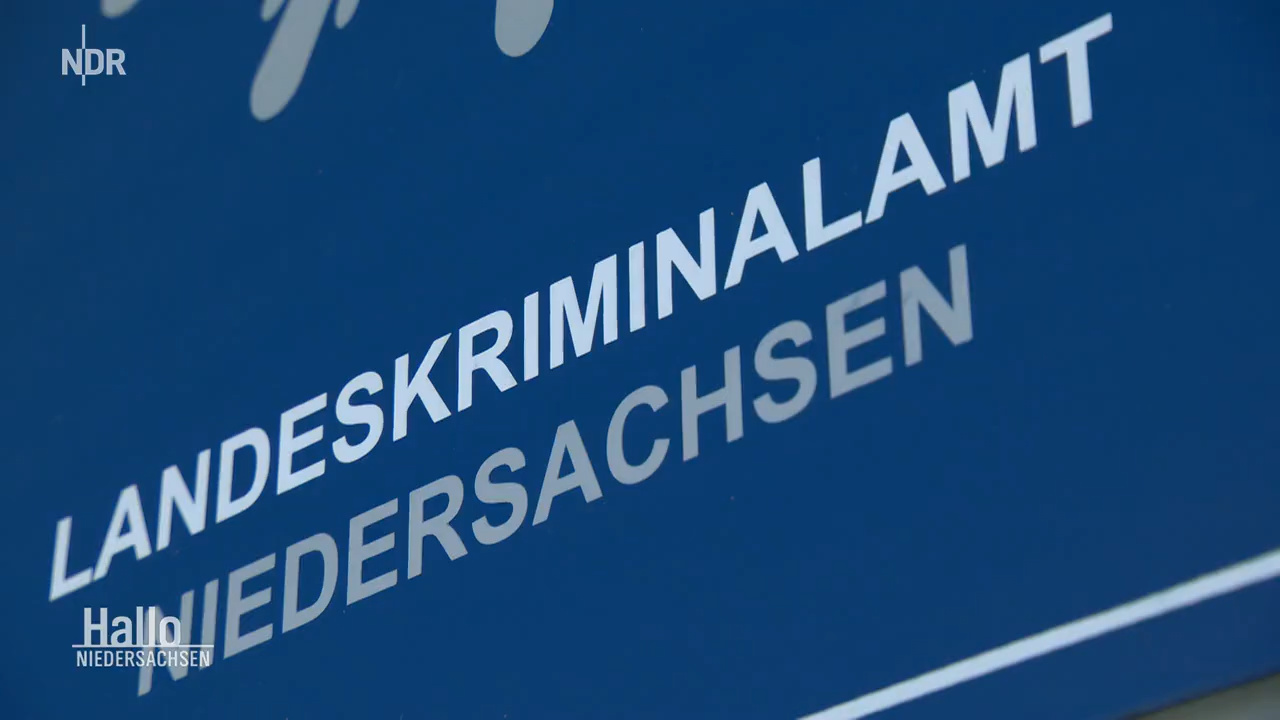 NDR
LANDESKRIMINALAMT
NIEDERSACHSEN
Hallo
NIEDERSACHSEN